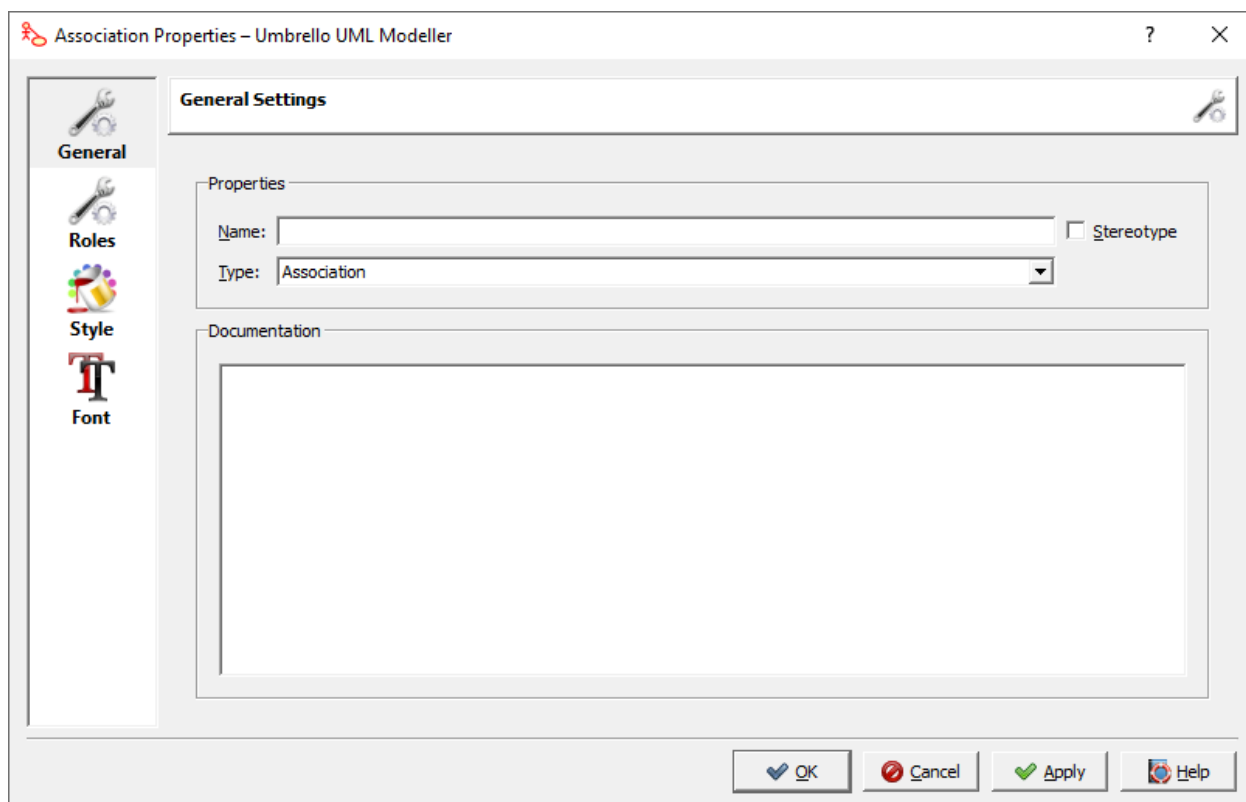 Association Properties – Umbrello UML Modeller ?
General Settings
General
Roles
Style
Font
Properties
Name: Stereotype
Type: Association
Documentation
OK Cancel Apply Help